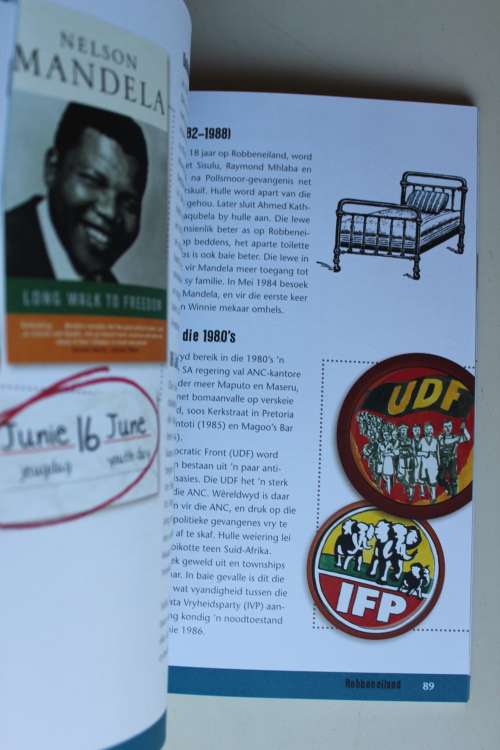 NELSON
MANDELA
LONG WALK TO FREEDOM
Junie 16 June
82–1988)
18 jaar op Robbeneiland, word
et Sisulu, Raymond Mhlaba en
na Pollsmoor-gevangenis net
rskuif. Hulle word apart van die
gehou. Later sluit Ahmed Kath-
aqubela by hulle aan. Die lewe
nsienlik beter as op Robbenei-
op beddens, het aparte toilette
os is ook baie beter. Die lewe in
vir Mandela meer toegang tot
sy familie. In Mei 1984 besoek
Mandela, en vir die eerste keer
n Winnie mekaar omhels.
die 1980's
yd bereik in die 1980's 'n
SA regering val ANC-kantore
der meer Maputo en Maseru,
net bomaanvalle op verskeie
d, soos Kerkstraat in Pretoria
ntoti (1985) en Magoo's Bar
ocratic Front (UDF) word
n bestaan uit 'n paar anti-
sasies. Die UDF het 'n sterk
die ANC. Wêreldwyd is daar
'n vir die ANC, en druk op die
politieke gevangenes vry te
af te skaf. Hulle weiering lei
oikotte teen Suid-Afrika.
ek geweld uit en townships
ar. In baie gevalle is dit die
wat vyandigheid tussen die
ata Vryheidsparty (IVP) aan-
ng kondig 'n noodtoestand
nie 1986.
UDF
IFP
Robbeneiland 89